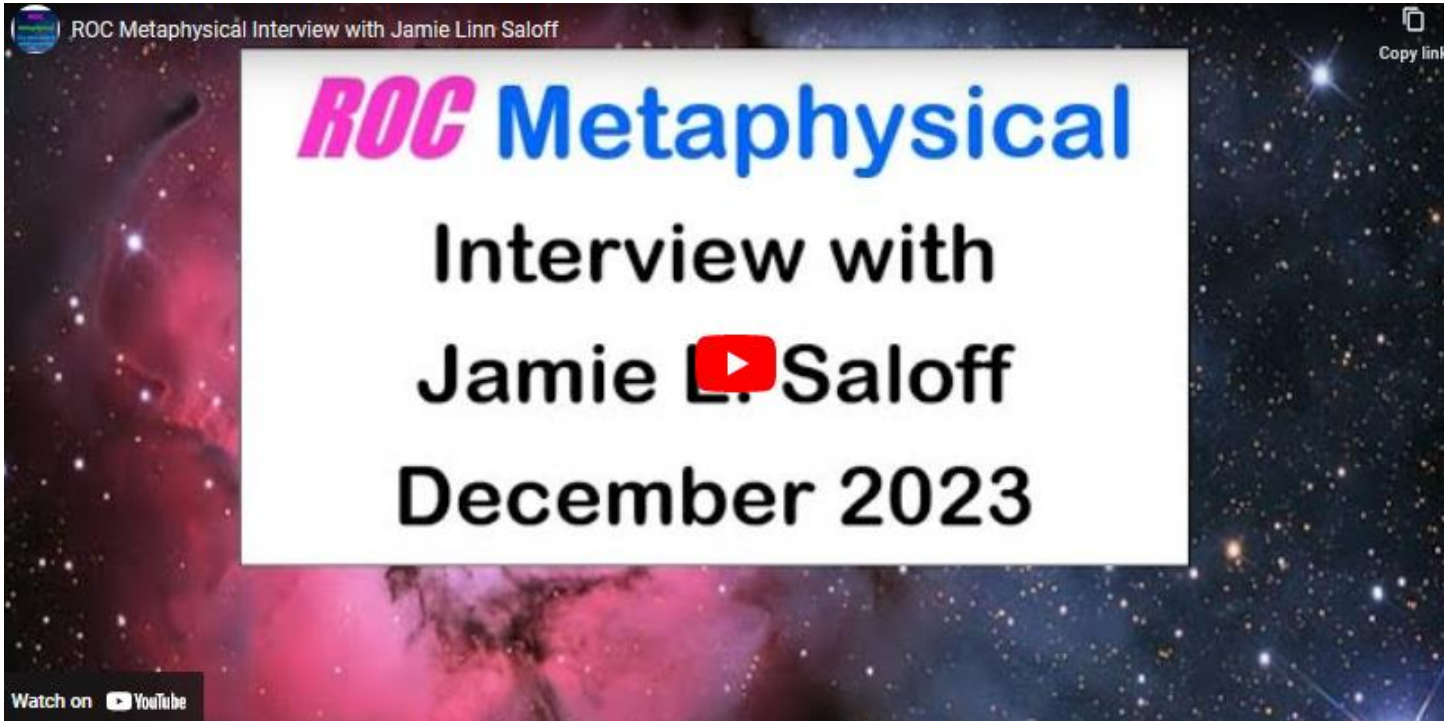 ROC Metaphysical Interview with Jamie Linn Saloff
Copy link
ROC Metaphysical
Interview with
Jamie L. Saloff
December 2023
Watch on YouTube